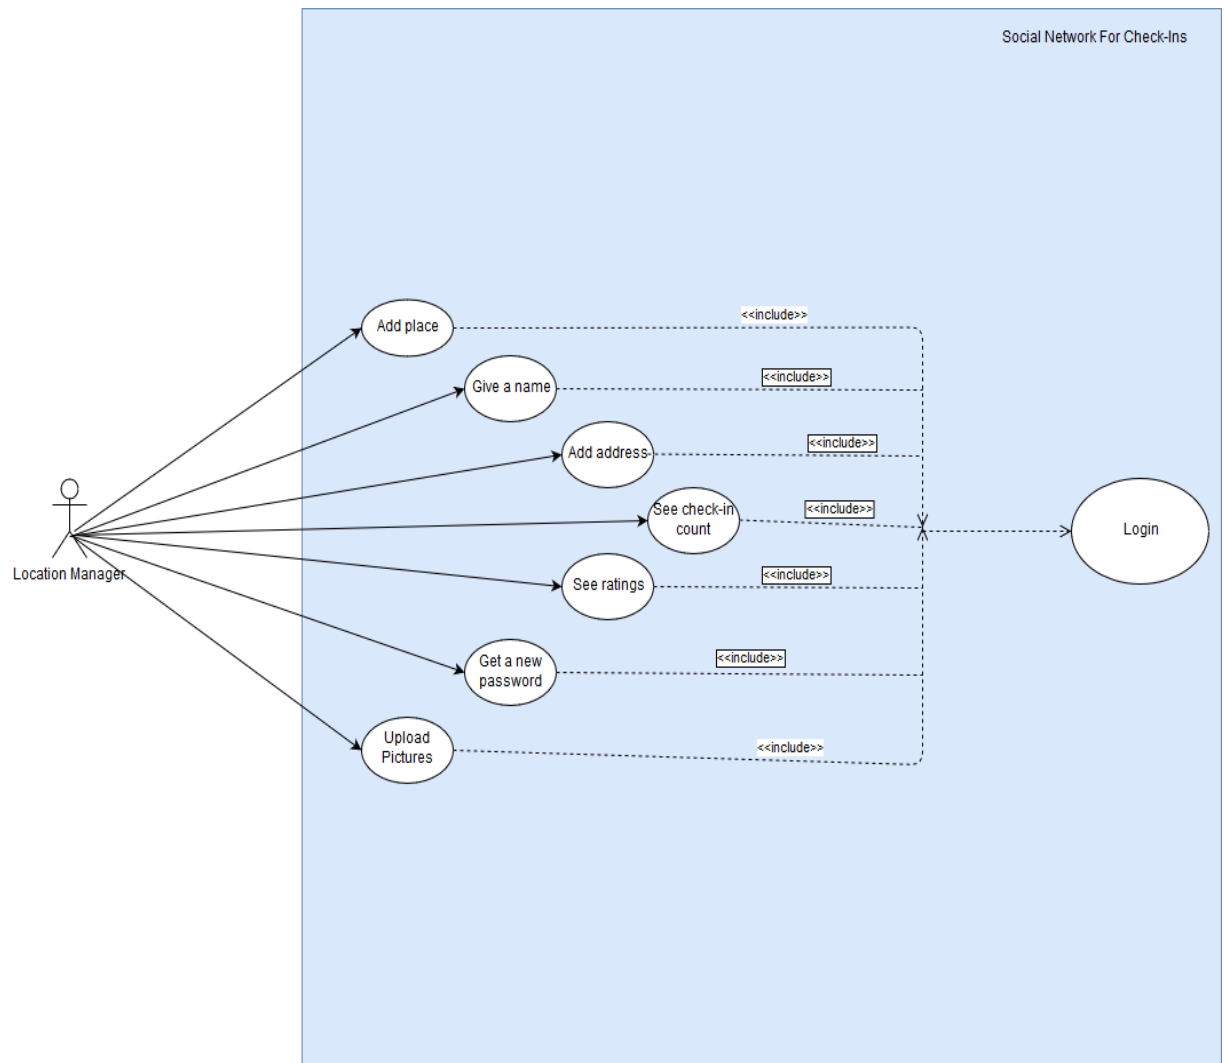 Social Network For Check-Ins
Add place
<<include>>
Give a name
<<include>>
Add address
<<include>>
See check-in
count
<<include>>
Login
Location Manager
See ratings
<<include>>
Get a new
password
<<include>>
Upload
Pictures
<<include>>